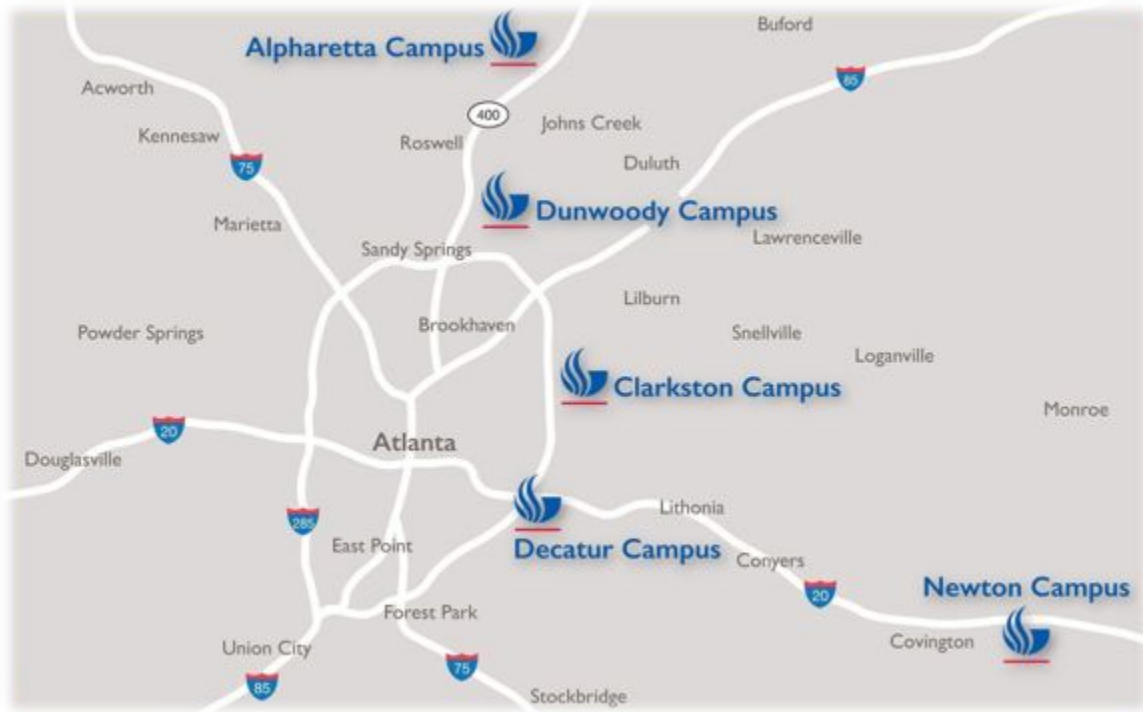 Buford
Alpharetta Campus
85
Acworth
400
Johns Creek
Kennesaw
Roswell
Duluth
75
Dunwoody Campus
Marietta
Lawrenceville
Sandy Springs
Lilburn
Brookhaven
Powder Springs
Snellville
Loganville
Clarkston Campus
Monroe
20
Atlanta
Douglasville
Lithonia
285
East Point
Decatur Campus
Conyers
Newton Campus
20
Forest Park
Covington
Union City
75
85
Stockbridge